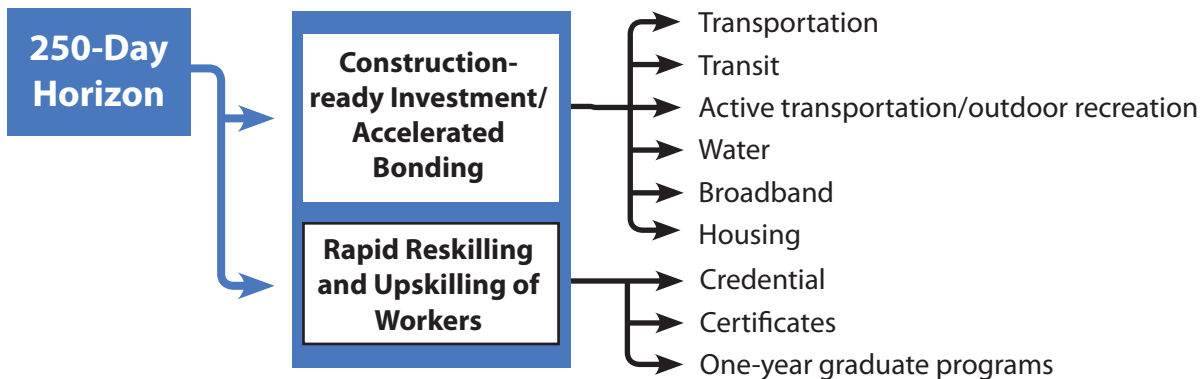 250-Day
Horizon
Construction-
ready Investment/
Accelerated
Bonding
Transportation
Transit
Active transportation/outdoor recreation
Water
Broadband
Housing
Rapid Reskilling
and Upskilling of
Workers
Credential
Certificates
One-year graduate programs